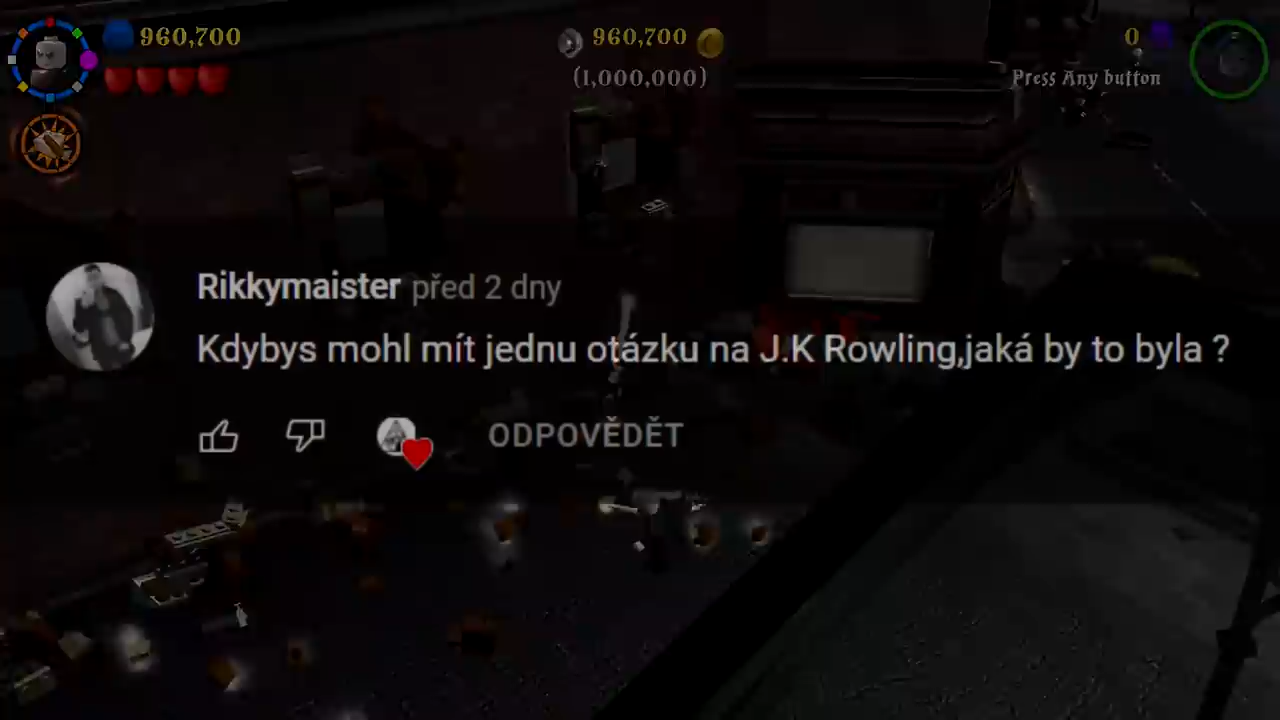 960,700
960,700
(1,000,000)
0
Press Any button
Rikkymaister před 2 dny
Kdybys mohl mít jednu otázku na J.K Rowling,jaká by to byla ?
ODPOVĚDĚT